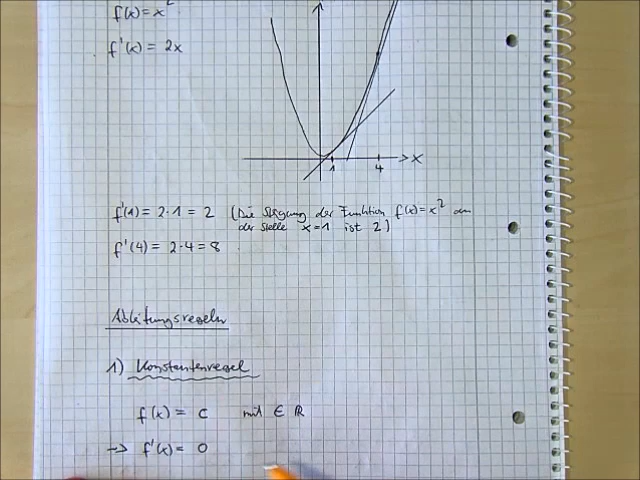 f(x) = x²
f'(x) = 2x
x
1
4
f'(1) = 2·1 = 2 (Die Steigung der Funktion f(x) = x² an
der Stelle x=1 ist 2)
f'(4) = 2·4 = 8
Ableitungsregeln
1) Konstantenregel
f(x) = c mit ∈ ℝ
→ f'(x) = 0